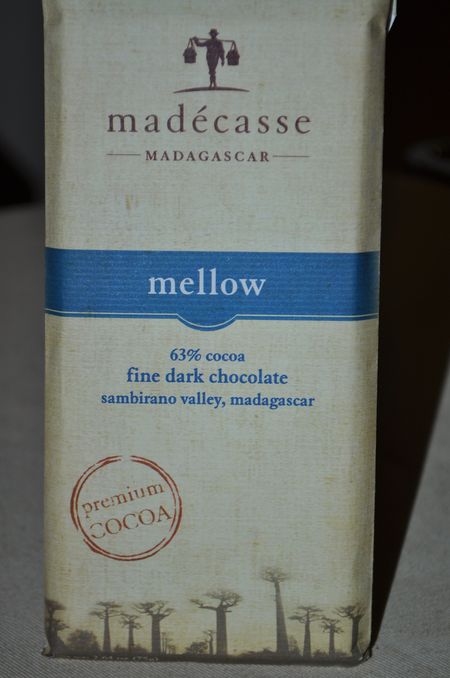 madécasse
MADAGASCAR
mellow
63% cocoa
fine dark chocolate
sambirano valley, madagascar
premium
COCOA